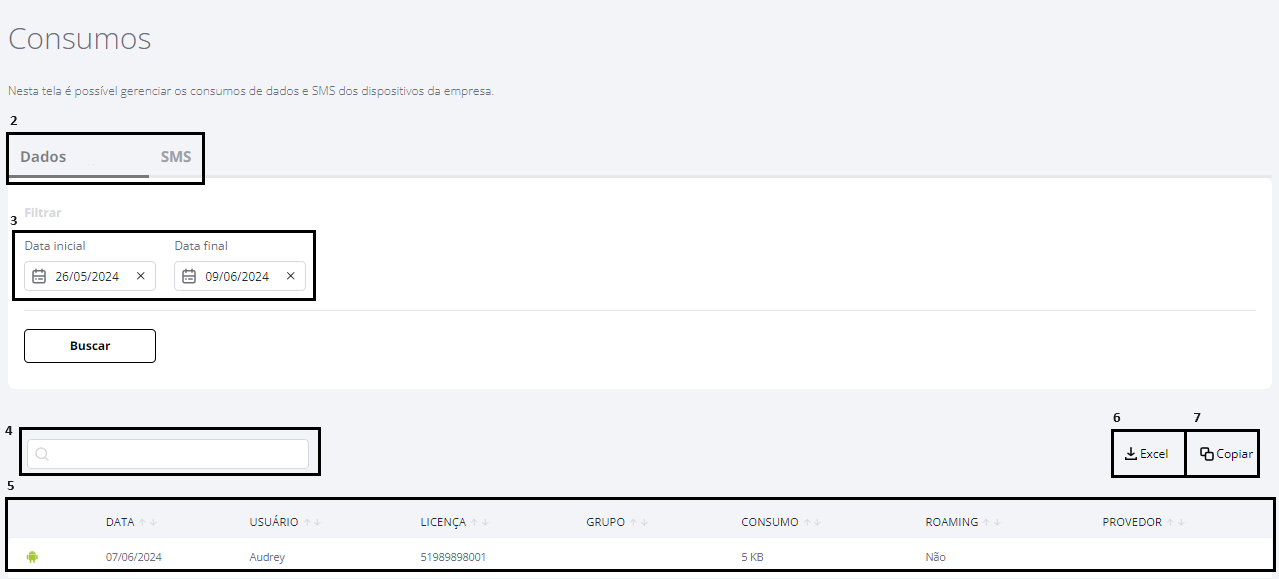 Consumos
Nesta tela é possível gerenciar os consumos de dados e SMS dos dispositivos da empresa.
2
Dados SMS
Filtrar
3
Data inicial Data final
26/05/2024 09/06/2024
Buscar
4
6 7
Excel Copiar
5
DATA USUÁRIO LICENÇA GRUPO CONSUMO ROAMING PROVEDOR
07/06/2024 Audrey 51989898001 5 KB Não